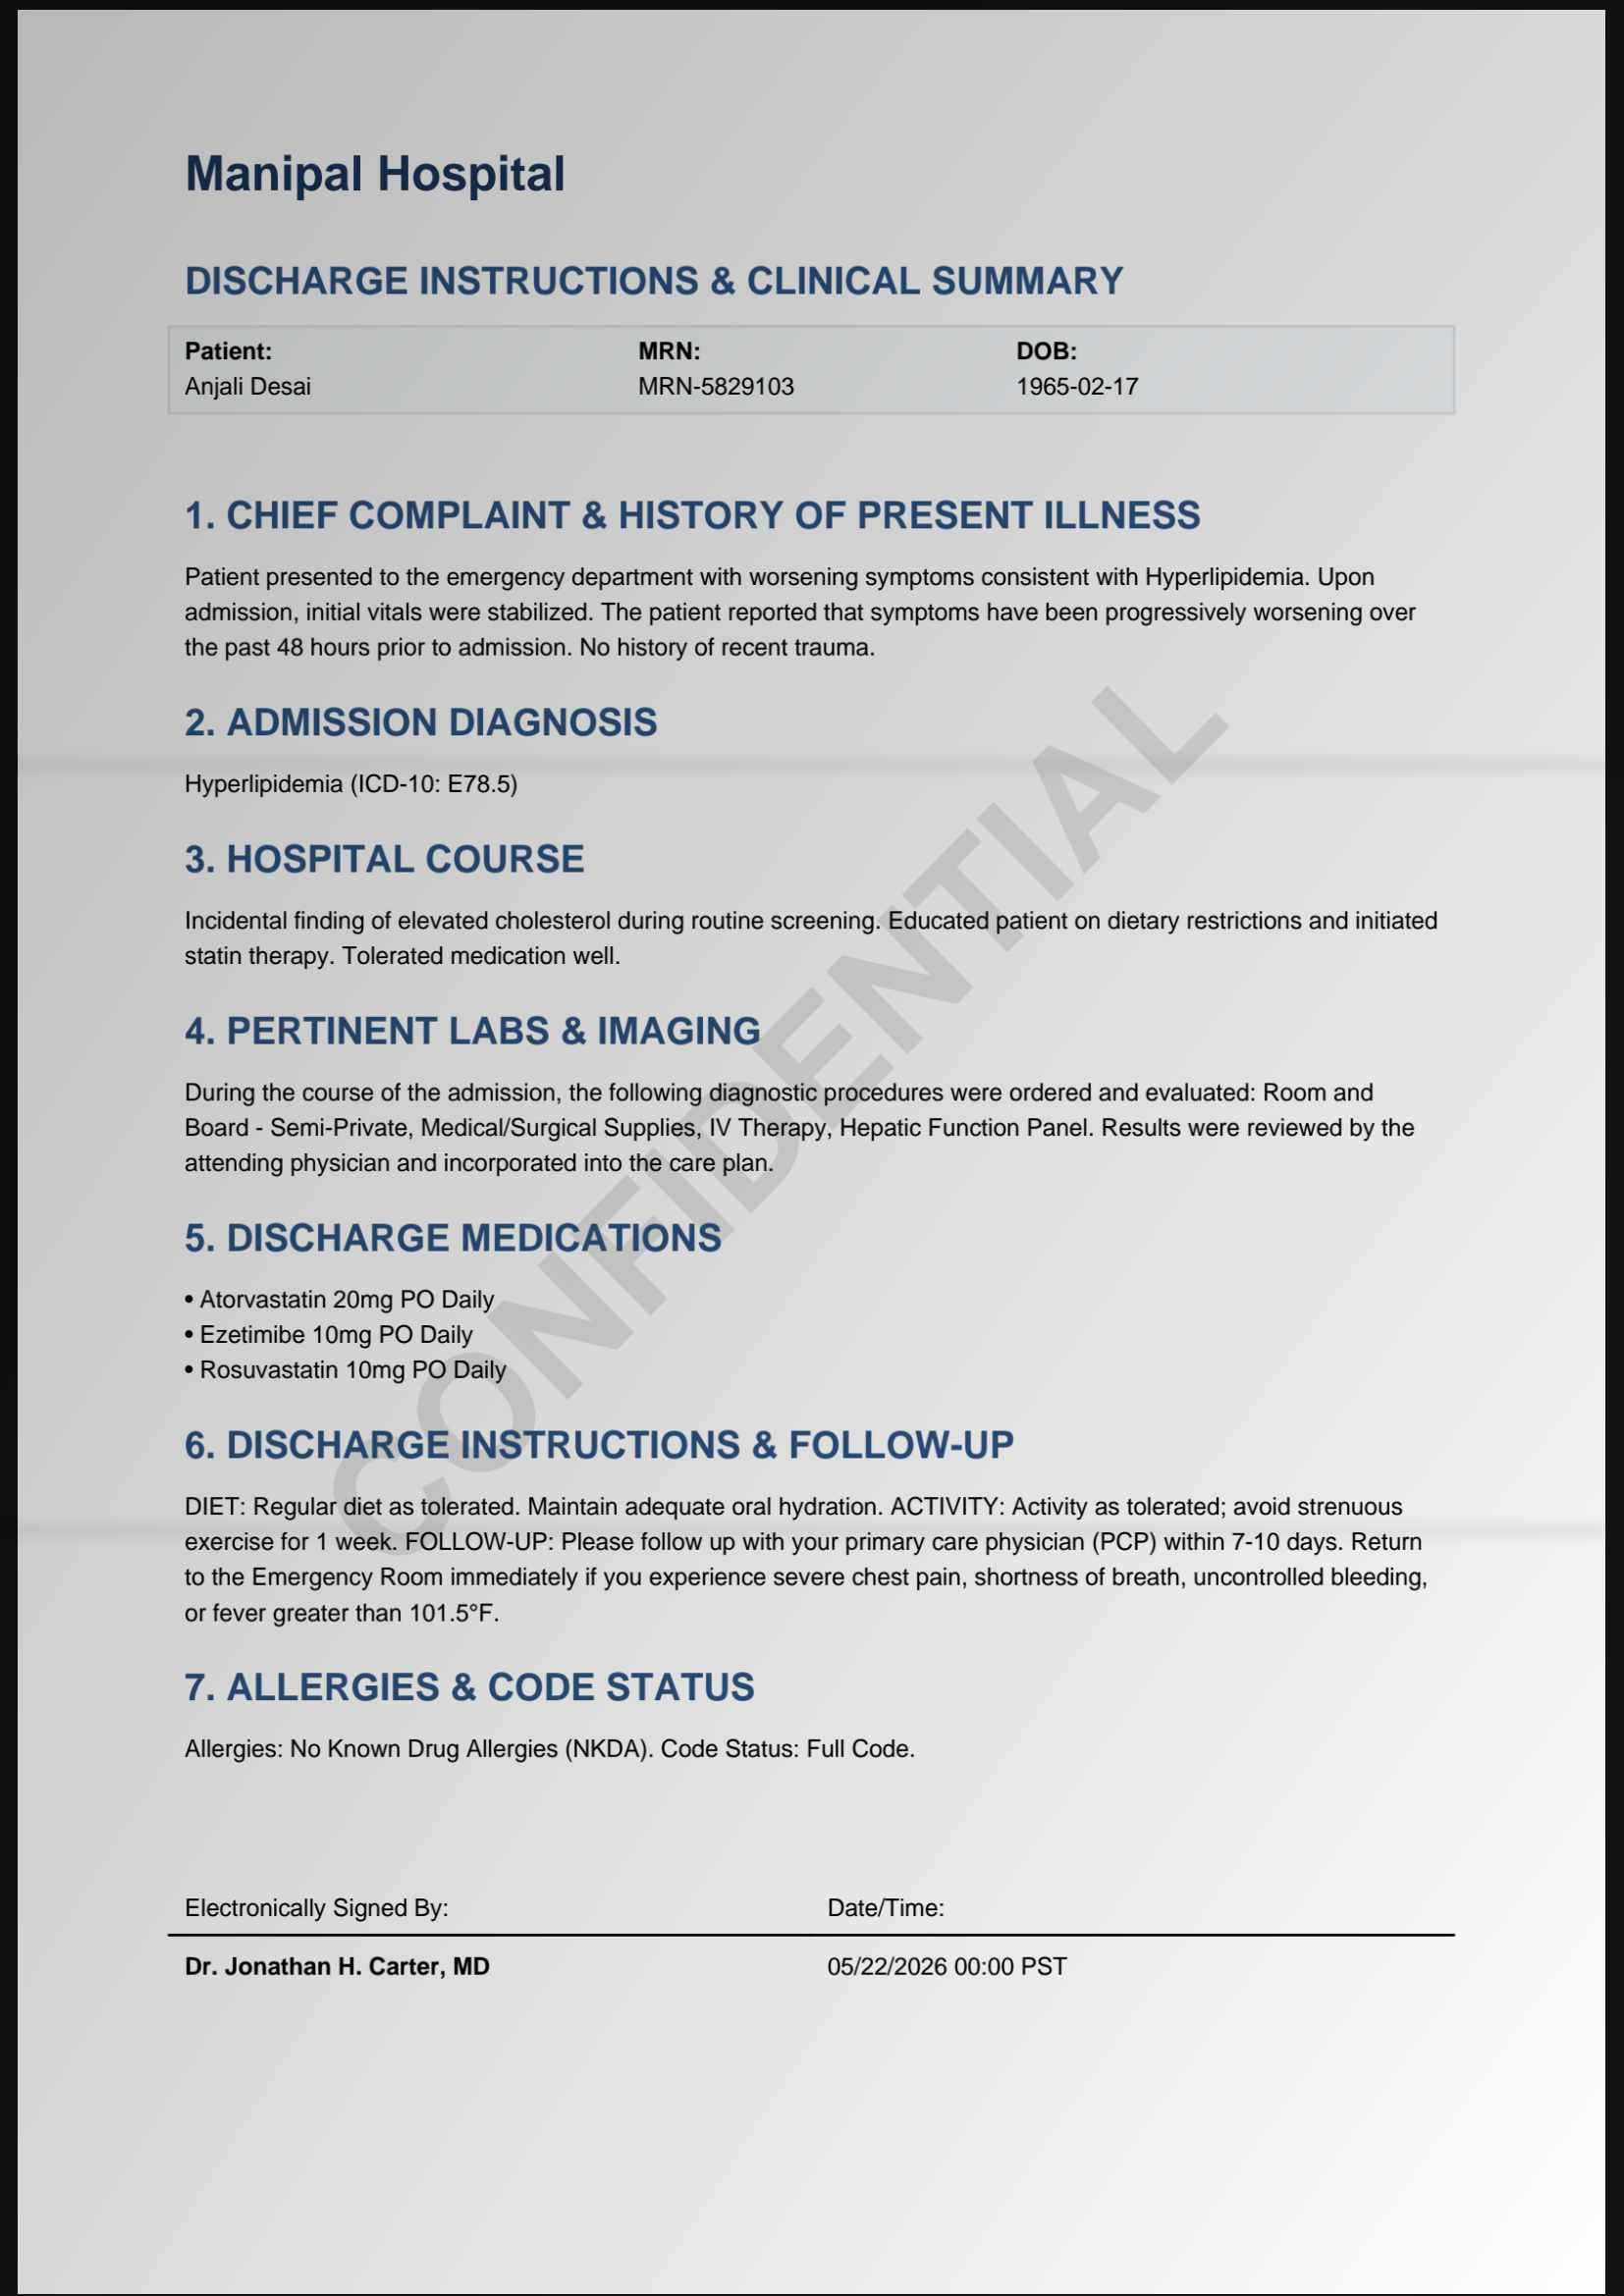 Manipal Hospital
DISCHARGE INSTRUCTIONS & CLINICAL SUMMARY
Patient: MRN: DOB:
Anjali Desai MRN-5829103 1965-02-17
1. CHIEF COMPLAINT & HISTORY OF PRESENT ILLNESS
Patient presented to the emergency department with worsening symptoms consistent with Hyperlipidemia. Upon
admission, initial vitals were stabilized. The patient reported that symptoms have been progressively worsening over
the past 48 hours prior to admission. No history of recent trauma.
2. ADMISSION DIAGNOSIS
Hyperlipidemia (ICD-10: E78.5)
3. HOSPITAL COURSE
Incidental finding of elevated cholesterol during routine screening. Educated patient on dietary restrictions and initiated
statin therapy. Tolerated medication well.
4. PERTINENT LABS & IMAGING
During the course of the admission, the following diagnostic procedures were ordered and evaluated: Room and
Board - Semi-Private, Medical/Surgical Supplies, IV Therapy, Hepatic Function Panel. Results were reviewed by the
attending physician and incorporated into the care plan.
5. DISCHARGE MEDICATIONS
• Atorvastatin 20mg PO Daily
• Ezetimibe 10mg PO Daily
• Rosuvastatin 10mg PO Daily
6. DISCHARGE INSTRUCTIONS & FOLLOW-UP
DIET: Regular diet as tolerated. Maintain adequate oral hydration. ACTIVITY: Activity as tolerated; avoid strenuous
exercise for 1 week. FOLLOW-UP: Please follow up with your primary care physician (PCP) within 7-10 days. Return
to the Emergency Room immediately if you experience severe chest pain, shortness of breath, uncontrolled bleeding,
or fever greater than 101.5°F.
7. ALLERGIES & CODE STATUS
Allergies: No Known Drug Allergies (NKDA). Code Status: Full Code.
Electronically Signed By: Date/Time:
Dr. Jonathan H. Carter, MD 05/22/2026 00:00 PST
CONFIDENTIAL